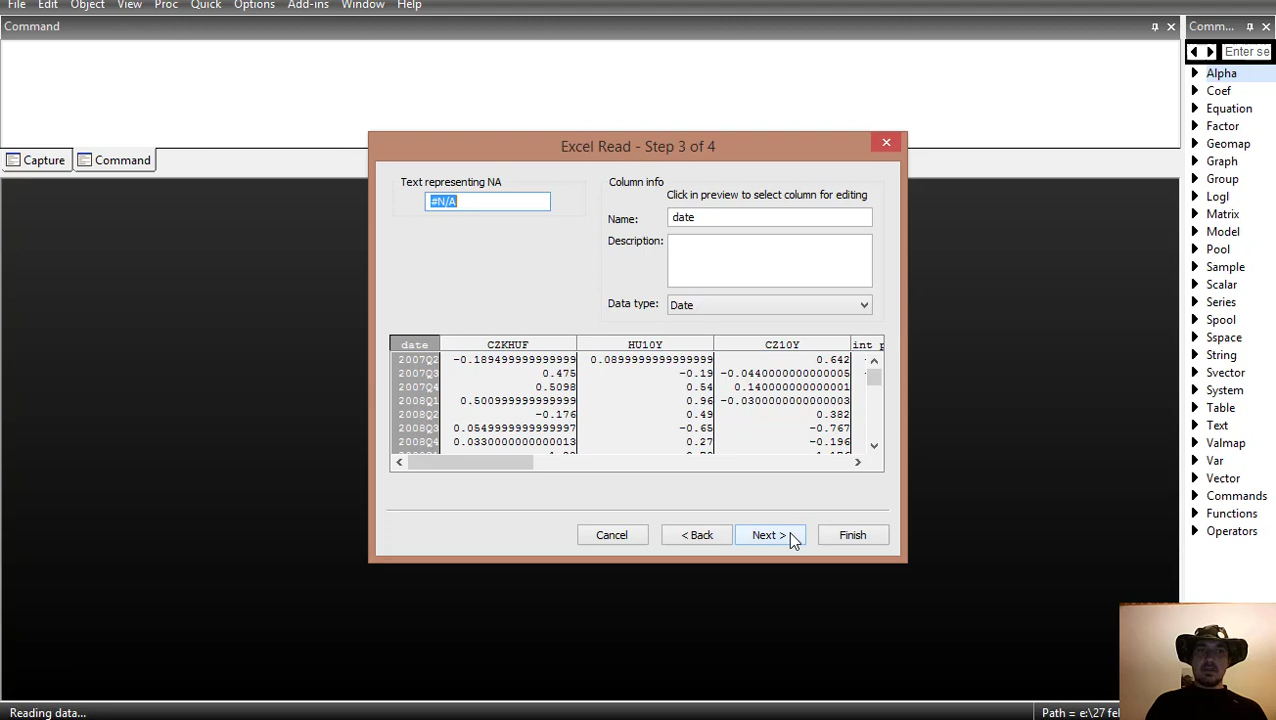 File Edit Object View Proc Quick Options Add-ins Window Help
Command
Comm...
Enter se
Capture Command
Alpha
Coef
Equation
Factor
Geomap
Graph
Group
Logl
Matrix
Model
Pool
Sample
Scalar
Series
Spool
Sspace
String
Svector
System
Table
Text
Valmap
Var
Vector
Commands
Functions
Operators
Excel Read - Step 3 of 4
Text representing NA
#N/A
Column info
Click in preview to select column for editing
Name: date
Description:
Data type: Date
date CZKHUF HU10Y CZ10Y int p
2007Q2 -0.189499999999999 0.0899999999999999 0.642
2007Q3 0.475 -0.19 -0.0440000000000005
2007Q4 0.5098 0.54 0.140000000000001
2008Q1 0.500999999999999 0.96 -0.0300000000000003
2008Q2 -0.176 0.49 0.382
2008Q3 0.0549999999999997 -0.65 -0.767
2008Q4 0.0330000000000013 0.27 -0.196
Cancel < Back Next > Finish
Reading data...
Path = e:\27 fel